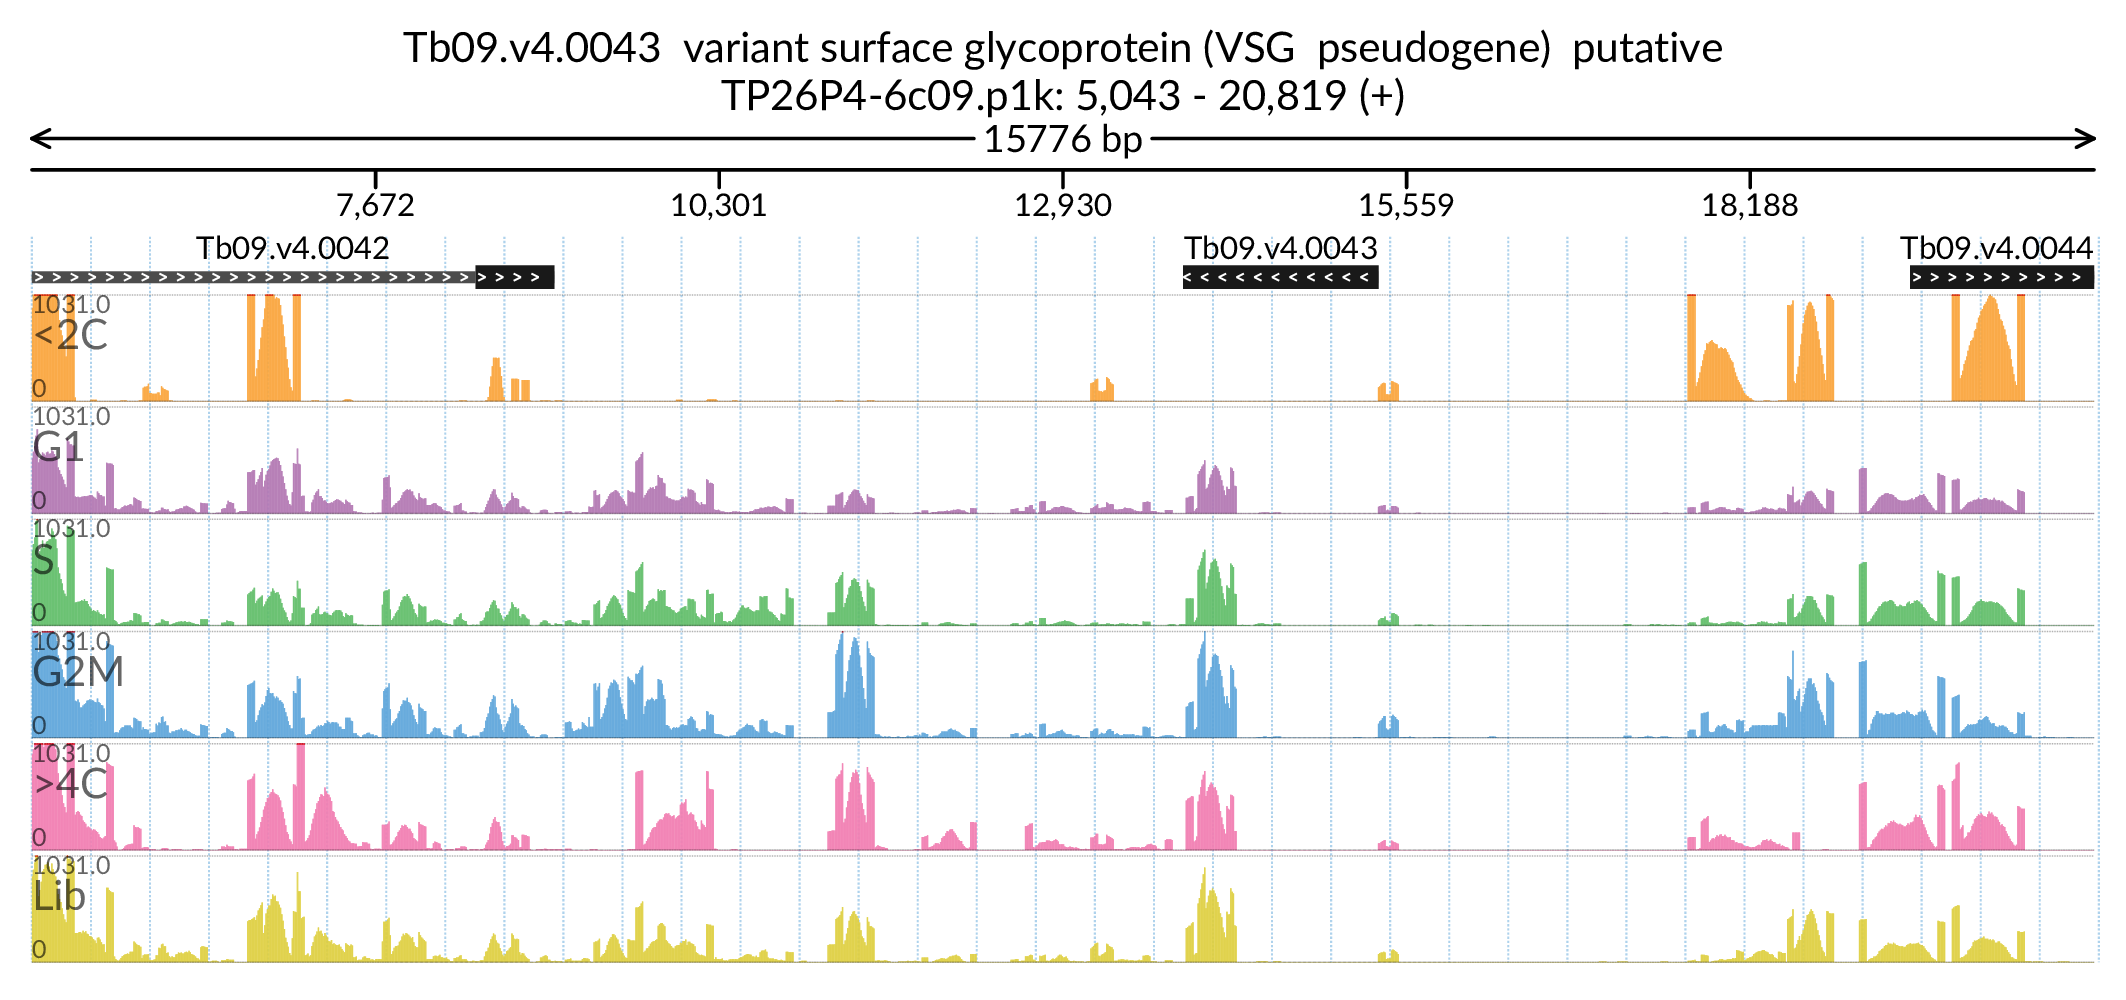 Tb09.v4.0043 variant surface glycoprotein (VSG pseudogene) putative
TP26P4-6c09.p1k: 5,043 - 20,819 (+)
15776 bp
7,672 10,301 12,930 15,559 18,188
Tb09.v4.0042 Tb09.v4.0043 Tb09.v4.0044
1031.0
<2C
0
1031.0
G1
0
1031.0
S
0
1031.0
G2M
0
1031.0
>4C
0
1031.0
Lib
0